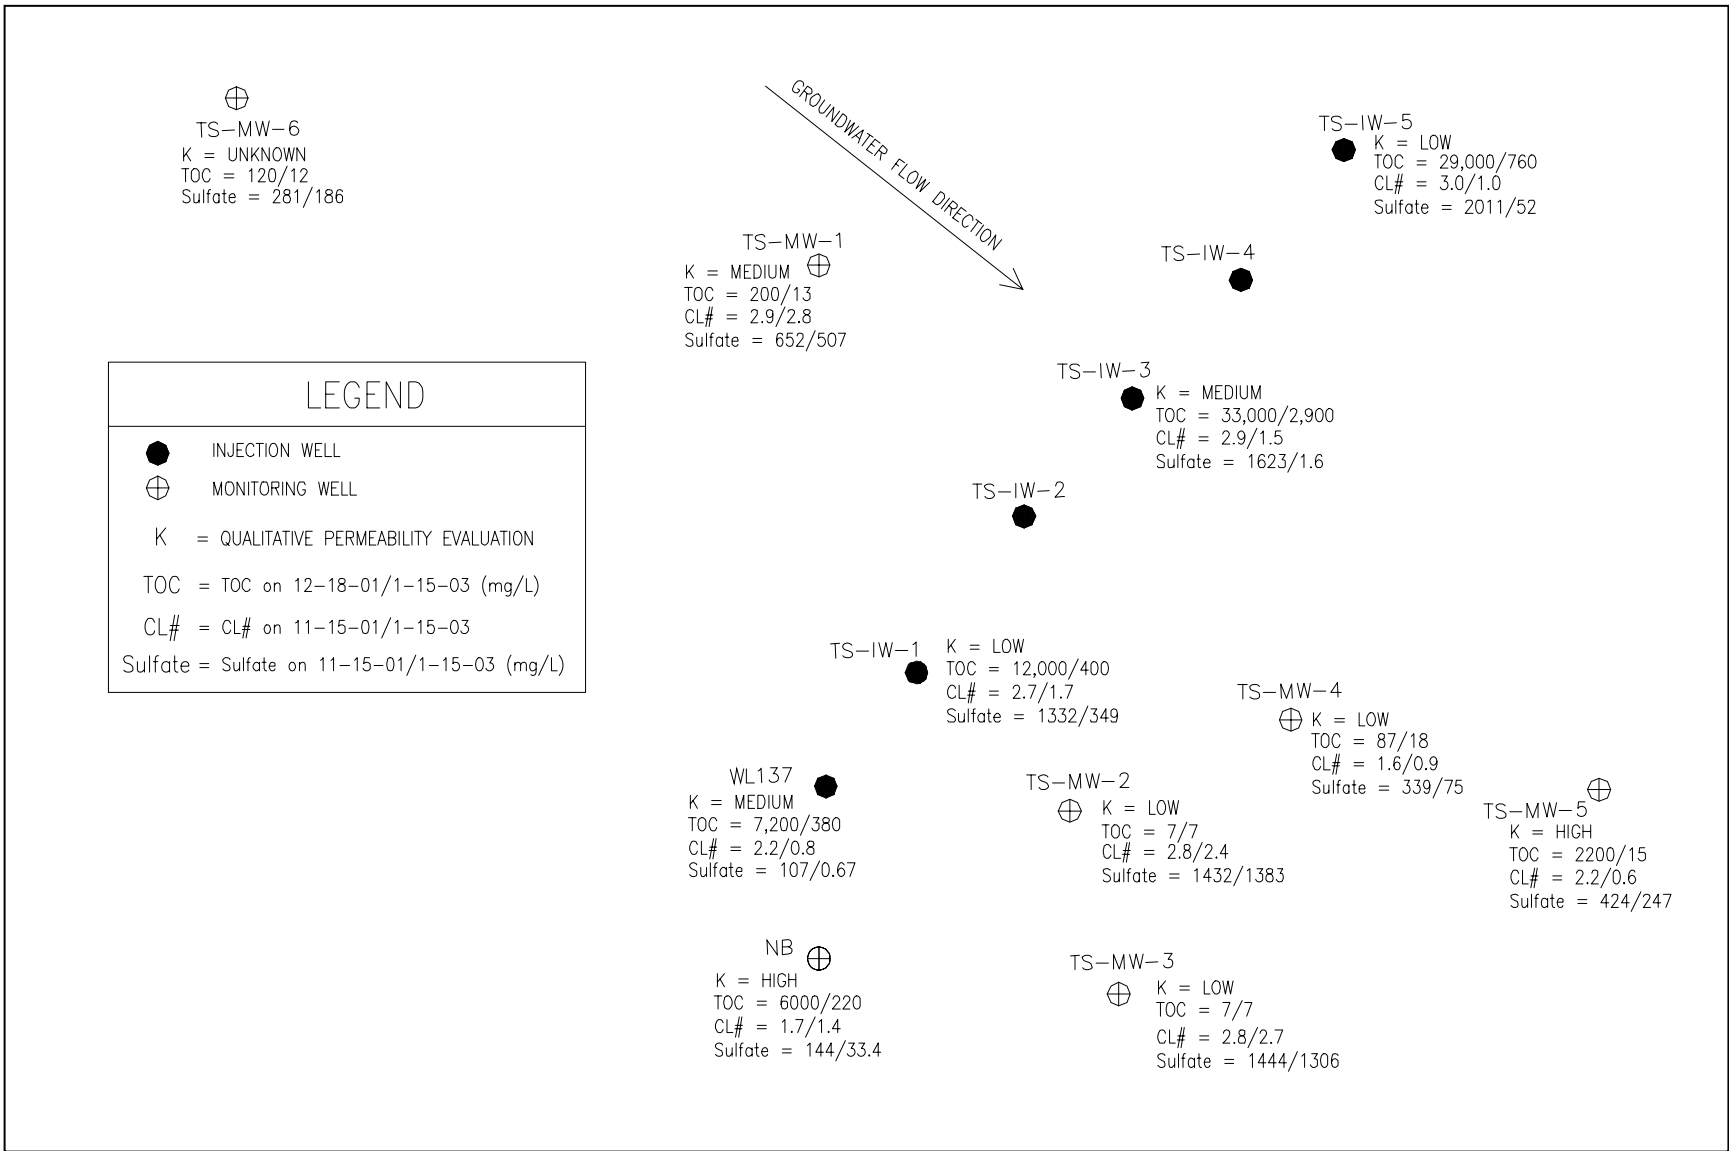 TS-MW-6
K = UNKNOWN
TOC = 120/12
Sulfate = 281/186
GROUNDWATER FLOW DIRECTION
TS-IW-5
K = LOW
TOC = 29,000/760
CL# = 3.0/1.0
Sulfate = 2011/52
TS-MW-1
K = MEDIUM
TOC = 200/13
CL# = 2.9/2.8
Sulfate = 652/507
TS-IW-4
TS-IW-3
K = MEDIUM
TOC = 33,000/2,900
CL# = 2.9/1.5
Sulfate = 1623/1.6
LEGEND
INJECTION WELL
MONITORING WELL
K = QUALITATIVE PERMEABILITY EVALUATION
TOC = TOC on 12-18-01/1-15-03 (mg/L)
CL# = CL# on 11-15-01/1-15-03
Sulfate = Sulfate on 11-15-01/1-15-03 (mg/L)
TS-IW-2
TS-IW-1
K = LOW
TOC = 12,000/400
CL# = 2.7/1.7
Sulfate = 1332/349
TS-MW-4
K = LOW
TOC = 87/18
CL# = 1.6/0.9
Sulfate = 339/75
WL137
K = MEDIUM
TOC = 7,200/380
CL# = 2.2/0.8
Sulfate = 107/0.67
TS-MW-2
K = LOW
TOC = 7/7
CL# = 2.8/2.4
Sulfate = 1432/1383
TS-MW-5
K = HIGH
TOC = 2200/15
CL# = 2.2/0.6
Sulfate = 424/247
NB
K = HIGH
TOC = 6000/220
CL# = 1.7/1.4
Sulfate = 144/33.4
TS-MW-3
K = LOW
TOC = 7/7
CL# = 2.8/2.7
Sulfate = 1444/1306